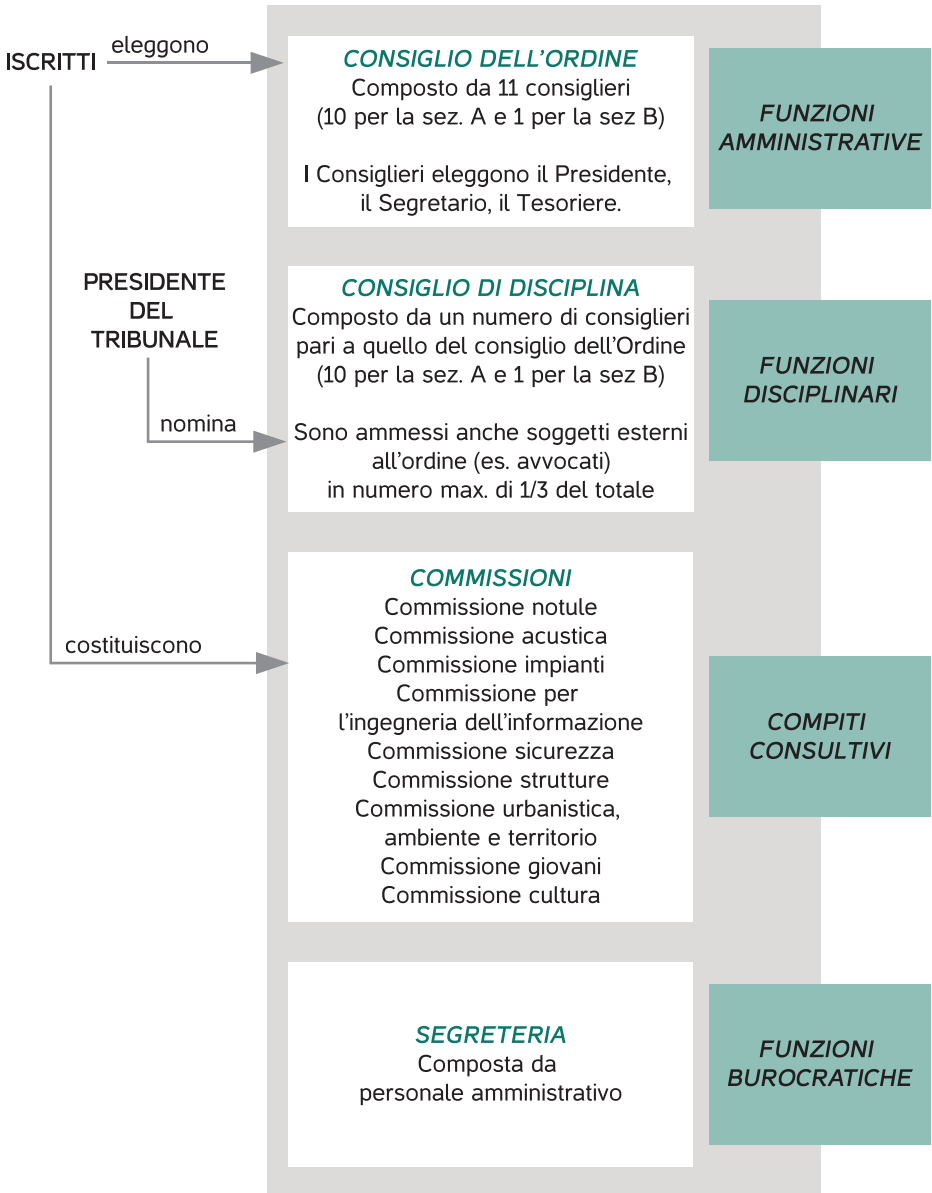 ISCRITTI
eleggono
CONSIGLIO DELL'ORDINE
Composto da 11 consiglieri
(10 per la sez. A e 1 per la sez B)
I Consiglieri eleggono il Presidente,
il Segretario, il Tesoriere.
FUNZIONI
AMMINISTRATIVE
PRESIDENTE
DEL
TRIBUNALE
nomina
CONSIGLIO DI DISCIPLINA
Composto da un numero di consiglieri
pari a quello del consiglio dell'Ordine
(10 per la sez. A e 1 per la sez B)
Sono ammessi anche soggetti esterni
all'ordine (es. avvocati)
in numero max. di 1/3 del totale
FUNZIONI
DISCIPLINARI
costituiscono
COMMISSIONI
Commissione notule
Commissione acustica
Commissione impianti
Commissione per
l'ingegneria dell'informazione
Commissione sicurezza
Commissione strutture
Commissione urbanistica,
ambiente e territorio
Commissione giovani
Commissione cultura
COMPITI
CONSULTIVI
SEGRETERIA
Composta da
personale amministrativo
FUNZIONI
BUROCRATICHE